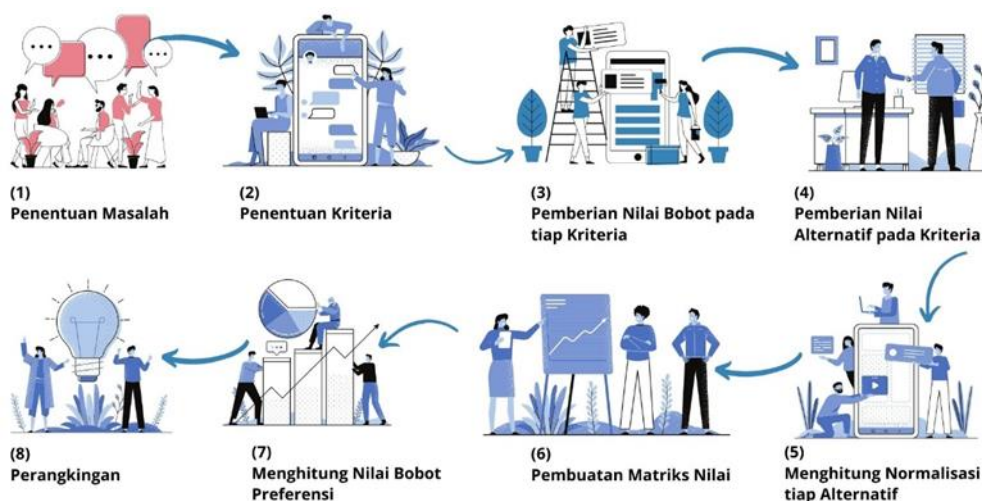 (1)
Penentuan Masalah
(2)
Penentuan Kriteria
(3)
Pemberian Nilai Bobot pada
tiap Kriteria
(4)
Pemberian Nilai
Alternatif pada Kriteria
(5)
Menghitung Normalisasi
tiap Alternatif
(6)
Pembuatan Matriks Nilai
(7)
Menghitung Nilai Bobot
Preferensi
(8)
Perangkingan